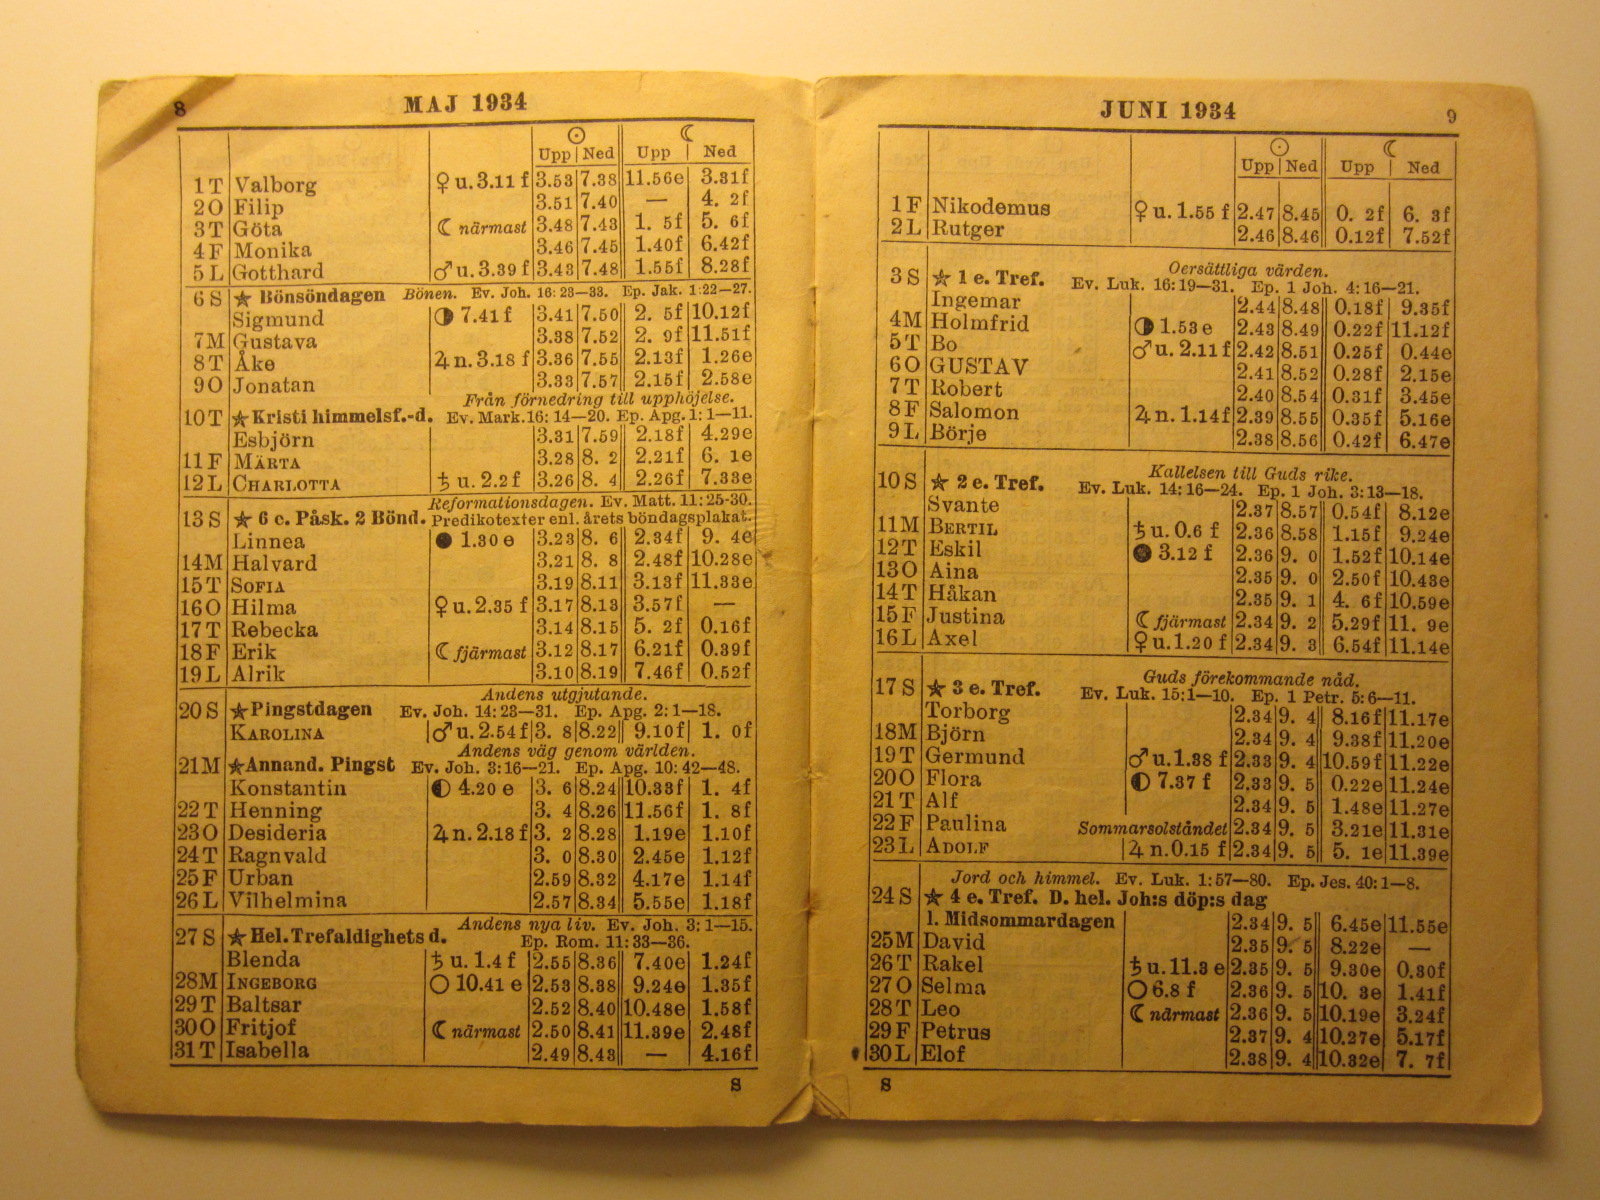 8
MAJ 1934
☉ ☾
Upp Ned Upp Ned
1 T Valborg ♀ u. 3.11 f 3.53 7.38 11.56e 3.31f
2 O Filip 3.51 7.40 — 4. 2f
3 T Göta ☾ närmast 3.48 7.43 1. 5f 5. 6f
4 F Monika 3.46 7.45 1.40f 6.42f
5 L Gotthard ♂ u. 3.39 f 3.43 7.48 1.55f 8.28f
6 S ★ Bönsöndagen Bönen. Ev. Joh. 16: 23—33. Ep. Jak. 1: 22—27.
Sigmund ◑ 7.41 f 3.41 7.50 2. 5f 10.12f
7 M Gustava 3.38 7.52 2. 9f 11.51f
8 T Åke ♃ n. 3.18 f 3.36 7.55 2.13f 1.26e
9 O Jonatan 3.33 7.57 2.15f 2.58e
Från förnedring till upphöjelse.
10 T ★ Kristi himmelsf.-d. Ev. Mark. 16: 14—20. Ep. Apg. 1: 1—11.
Esbjörn 3.31 7.59 2.18f 4.29e
11 F MÄRTA 3.28 8. 2 2.21f 6. 1e
12 L CHARLOTTA ♄ u. 2.2 f 3.26 8. 4 2.26f 7.33e
Reformationsdagen. Ev. Matt. 11: 25-30.
13 S ★ 6 e. Påsk. 2 Bönd. Predikotexter enl. årets böndagsplakat.
Linnea ● 1.30 e 3.23 8. 6 2.34f 9. 4e
14 M Halvard 3.21 8. 8 2.48f 10.28e
15 T SOFIA 3.19 8.11 3.13f 11.33e
16 O Hilma ♀ u. 2.35 f 3.17 8.13 3.57f —
17 T Rebecka 3.14 8.15 5. 2f 0.16f
18 F Erik ☾ fjärmast 3.12 8.17 6.21f 0.39f
19 L Alrik 3.10 8.19 7.46f 0.52f
Andens utgjutande.
20 S ★ Pingstdagen Ev. Joh. 14: 23—31. Ep. Apg. 2: 1—18.
KAROLINA ♂ u. 2.54 f 3. 8 8.22 9.10f 1. 0f
Andens väg genom världen.
21 M ★ Annand. Pingst Ev. Joh. 3: 16—21. Ep. Apg. 10: 42—48.
Konstantin ◐ 4.20 e 3. 6 8.24 10.33f 1. 4f
22 T Henning 3. 4 8.26 11.56f 1. 8f
23 O Desideria ♃ n. 2.18 f 3. 2 8.28 1.19e 1.10f
24 T Ragnvald 3. 0 8.30 2.45e 1.12f
25 F Urban 2.59 8.32 4.17e 1.14f
26 L Vilhelmina 2.57 8.34 5.55e 1.18f
Andens nya liv. Ev. Joh. 3: 1—15.
27 S ★ Hel. Trefaldighets d. Ep. Rom. 11: 33—36.
Blenda ♄ u. 1.4 f 2.55 8.36 7.40e 1.24f
28 M INGEBORG ○ 10.41 e 2.53 8.38 9.24e 1.35f
29 T Baltsar 2.52 8.40 10.48e 1.58f
30 O Fritjof ☾ närmast 2.50 8.41 11.39e 2.48f
31 T Isabella 2.49 8.43 — 4.16f
8
JUNI 1934
9
☉ ☾
Upp Ned Upp Ned
1 F Nikodemus ♀ u. 1.55 f 2.47 8.45 0. 2f 6. 3f
2 L Rutger 2.46 8.46 0.12f 7.52f
Oersättliga värden.
3 S ★ 1 e. Tref. Ev. Luk. 16: 19—31. Ep. 1 Joh. 4: 16—21.
Ingemar 2.44 8.48 0.18f 9.35f
4 M Holmfrid ◑ 1.53 e 2.43 8.49 0.22f 11.12f
5 T Bo ♂ u. 2.11 f 2.42 8.51 0.25f 0.44e
6 O GUSTAV 2.41 8.52 0.28f 2.15e
7 T Robert 2.40 8.54 0.31f 3.45e
8 F Salomon ♃ n. 1.14 f 2.39 8.55 0.35f 5.16e
9 L Börje 2.38 8.56 0.42f 6.47e
Kallelsen till Guds rike.
10 S ★ 2 e. Tref. Ev. Luk. 14: 16—24. Ep. 1 Joh. 3: 13—18.
Svante 2.37 8.57 0.54f 8.12e
11 M BERTIL ♄ u. 0.6 f 2.36 8.58 1.15f 9.24e
12 T Eskil ● 3.12 f 2.36 9. 0 1.52f 10.14e
13 O Aina 2.35 9. 0 2.50f 10.43e
14 T Håkan 2.35 9. 1 4. 6f 10.59e
15 F Justina ☾ fjärmast 2.34 9. 2 5.29f 11. 9e
16 L Axel ♀ u. 1.20 f 2.34 9. 3 6.54f 11.14e
Guds förekommande nåd.
17 S ★ 3 e. Tref. Ev. Luk. 15: 1—10. Ep. 1 Petr. 5: 6—11.
Torborg 2.34 9. 4 8.16f 11.17e
18 M Björn 2.34 9. 4 9.38f 11.20e
19 T Germund ♂ u. 1.38 f 2.33 9. 4 10.59f 11.22e
20 O Flora ◐ 7.37 f 2.33 9. 5 0.22e 11.24e
21 T Alf 2.34 9. 5 1.48e 11.27e
22 F Paulina Sommarsolståndet 2.34 9. 5 3.21e 11.31e
23 L ADOLF ♃ n. 0.15 f 2.34 9. 5 5. 1e 11.39e
Jord och himmel. Ev. Luk. 1: 57—80. Ep. Jes. 40: 1—8.
24 S ★ 4 e. Tref. D. hel. Joh:s döp:s dag
l. Midsommardagen 2.34 9. 5 6.45e 11.55e
25 M David 2.35 9. 5 8.22e —
26 T Rakel ♄ u. 11.3 e 2.35 9. 5 9.30e 0.30f
27 O Selma ○ 6.8 f 2.36 9. 5 10. 3e 1.41f
28 T Leo ☾ närmast 2.36 9. 5 10.19e 3.24f
29 F Petrus 2.37 9. 4 10.27e 5.17f
30 L Elof 2.38 9. 4 10.32e 7. 7f
8